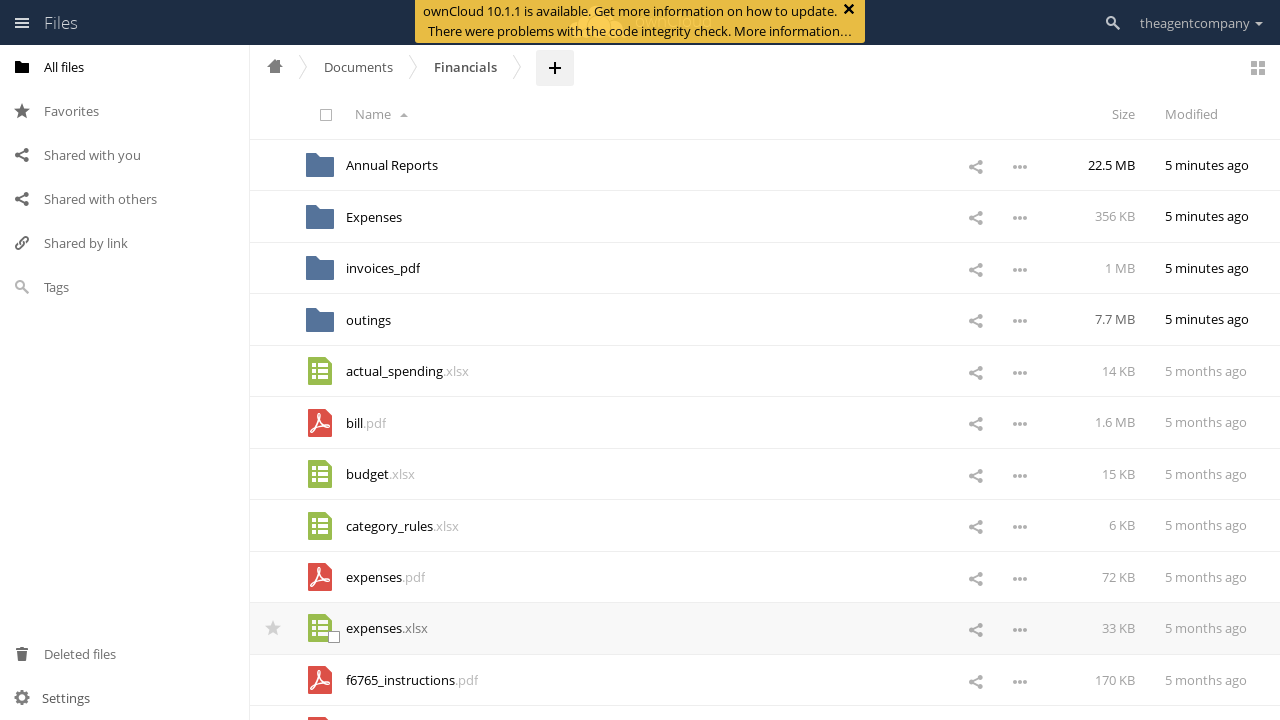 Files
ownCloud 10.1.1 is available. Get more information on how to update.
There were problems with the code integrity check. More information…
theagentcompany
All files
Favorites
Shared with you
Shared with others
Shared by link
Tags
Deleted files
Settings
Documents
Financials
Name
Size
Modified
Annual Reports 22.5 MB 5 minutes ago
Expenses 356 KB 5 minutes ago
invoices_pdf 1 MB 5 minutes ago
outings 7.7 MB 5 minutes ago
actual_spending.xlsx 14 KB 5 months ago
bill.pdf 1.6 MB 5 months ago
budget.xlsx 15 KB 5 months ago
category_rules.xlsx 6 KB 5 months ago
expenses.pdf 72 KB 5 months ago
expenses.xlsx 33 KB 5 months ago
f6765_instructions.pdf 170 KB 5 months ago